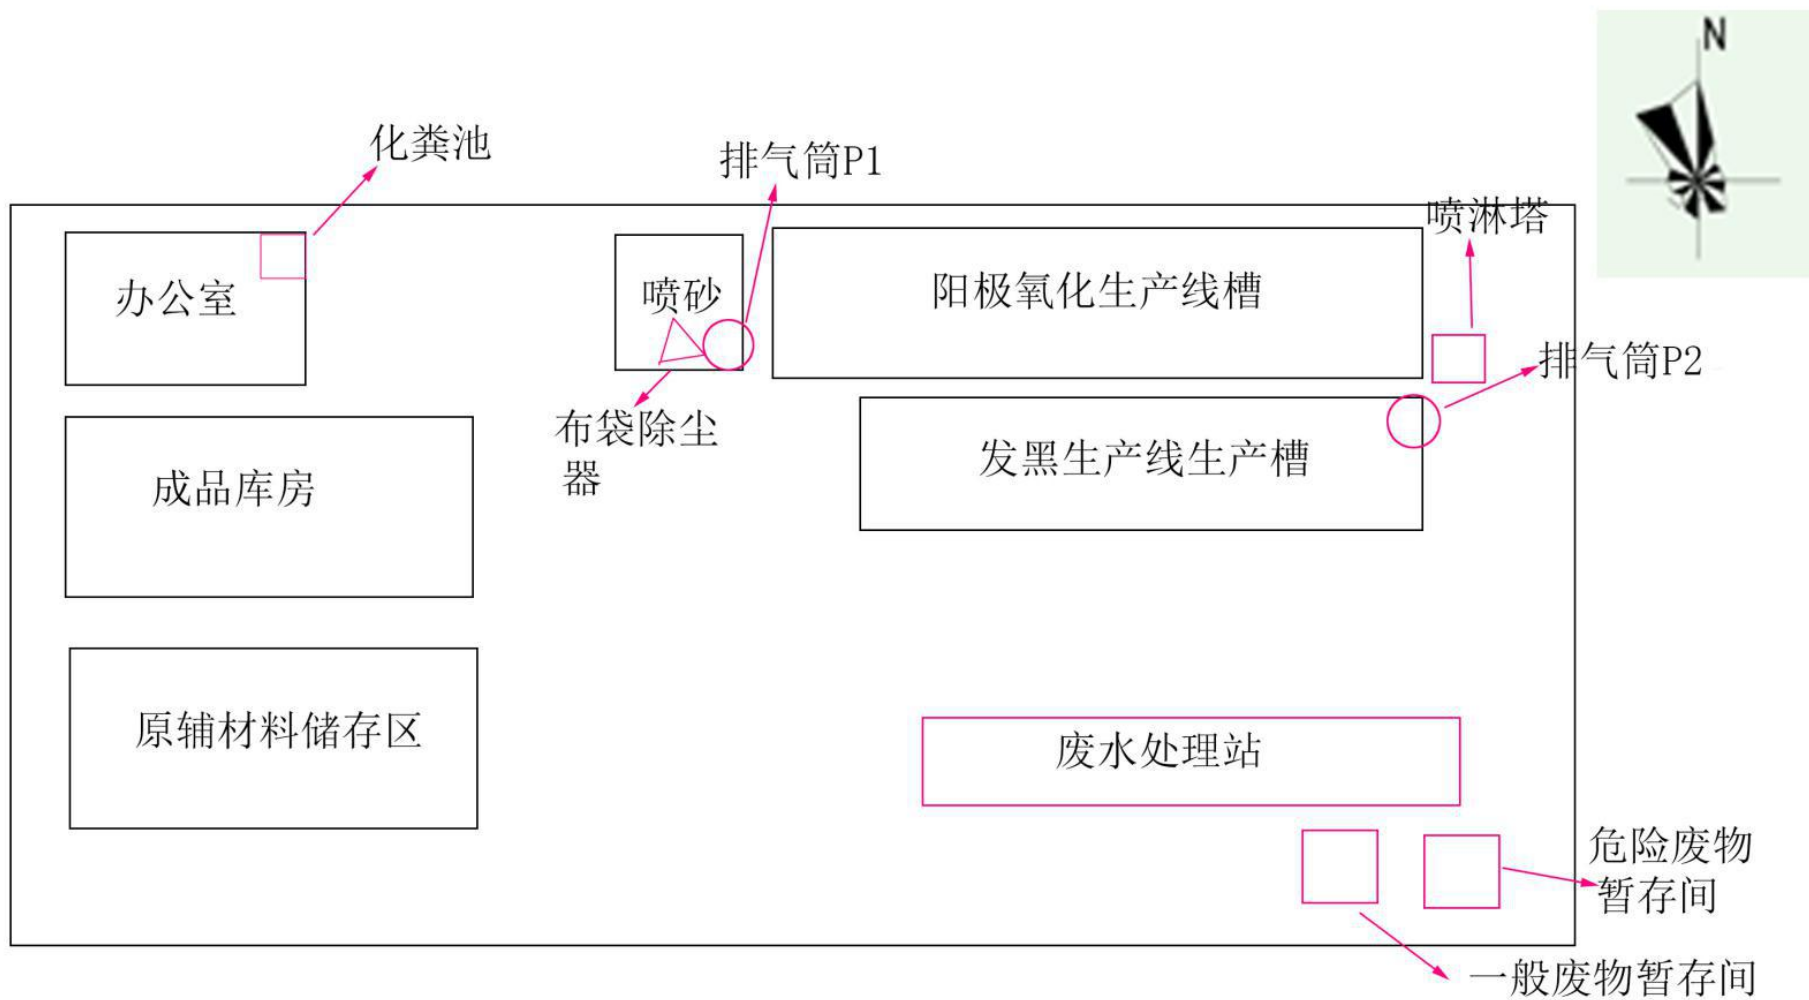 N
化粪池
排气筒P1
喷淋塔
办公室
喷砂
阳极氧化生产线槽
排气筒P2
布袋除尘
器
发黑生产线生产槽
成品库房
原辅材料储存区
废水处理站
危险废物
暂存间
一般废物暂存间